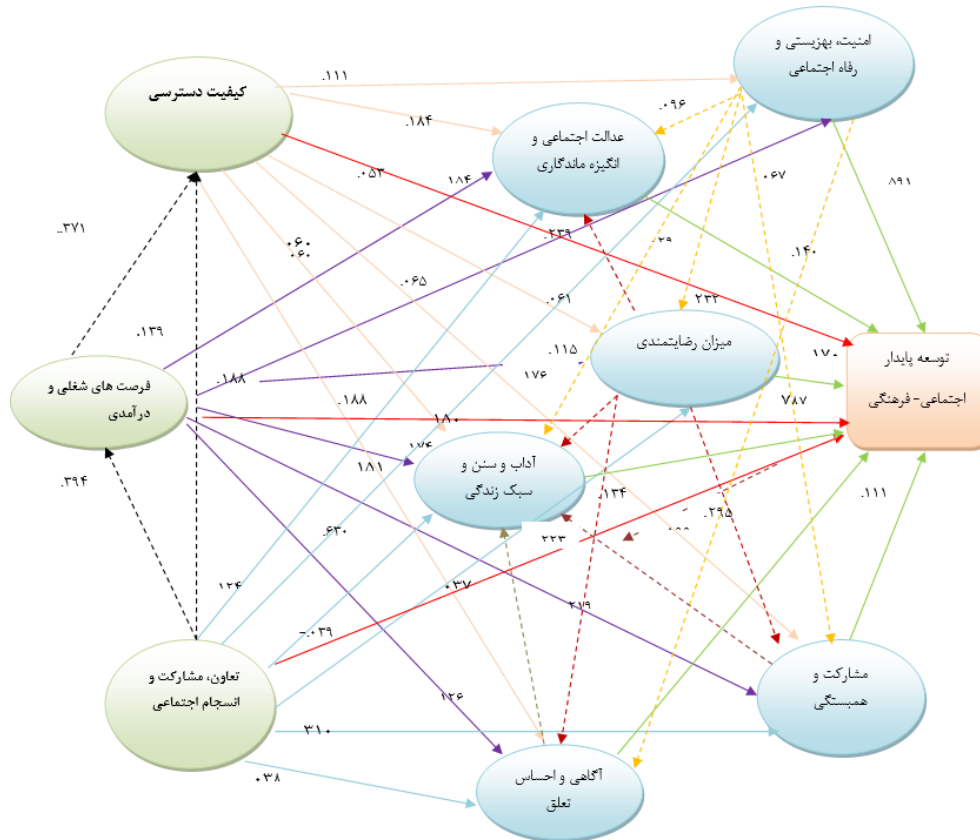 امنیت، بهزیستی و
رفاه اجتماعی
کیفیت دسترسی
.۱۱۱
.۰۹۶
.۱۸۴
عدالت اجتماعی و
انگیزه ماندگاری
.۰۵۳
۱۸۴
۰۶۷
۸۹۱
..۳۷۱
۰۶۰
۰۶۰
۲۳۹
.۱۴۰
.۰۶۵
.۰۶۱
۲۳۲
.۱۳۹
میزان رضایتمندی
.۱۱۵
۱۷۶
۱۷۰
توسعه پایدار
اجتماعی- فرهنگی
فرصت های شغلی و
درآمدی
.۱۸۸
.۱۸۸
۷۸۷
۱۸۰
۱۷۴
آداب و سنن و
سبک زندگی
۱۸۱
.۳۹۴
.۱۳۴
.۱۱۱
.۲۹۵
.۶۳۰
۲۲۳
۱۲۴
۰۳۷
-.۰۳۹
۲۱۹
تعاون، مشارکت و
انسجام اجتماعی
مشارکت و
همبستگی
۱۲۶
۳۱۰
۰۳۸
آگاهی و احساس
تعلق